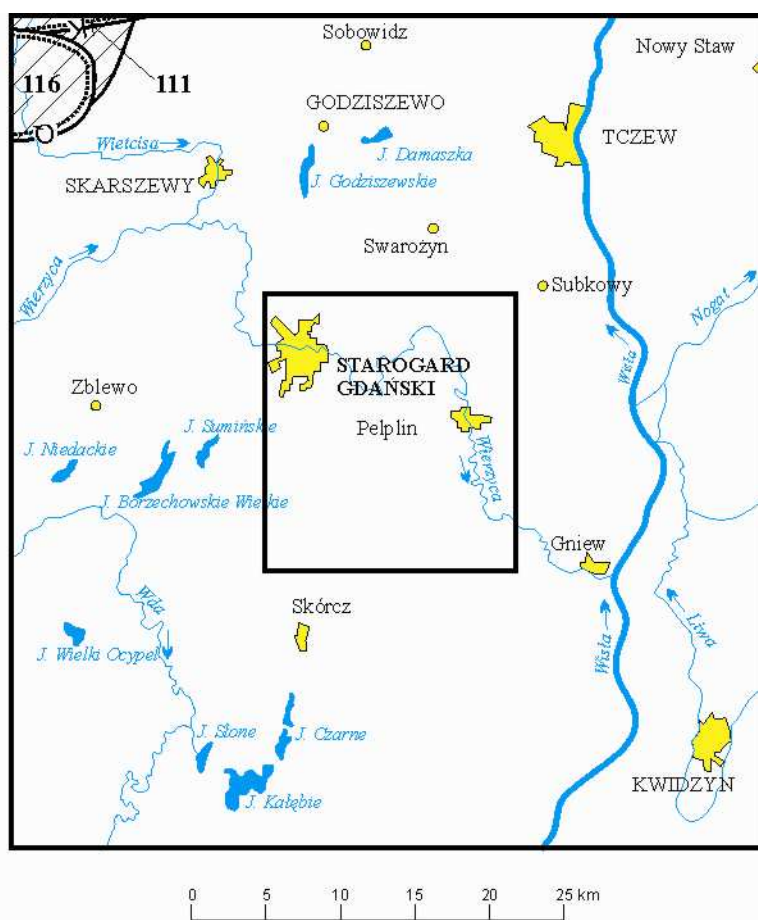 Sobowidz
Nowy Staw
116
111
GODZISZEWO
TCZEW
Wietcisa
J. Damaszka
SKARSZEWY
J. Godziszewskie
Swarożyn
Wierzyca
Subkowy
Nogat
Wisła
STAROGARD
GDAŃSKI
Zblewo
J. Sumińskie
Pelplin
J. Niedackie
Wierzyca
J. Borzechowskie Wielkie
Gniew
Wda
Skórcz
Liwa
Wisła
J. Wielki Ocypel
J. Słone
J. Czarne
KWIDZYN
J. Kałębie
0 5 10 15 20 25 km